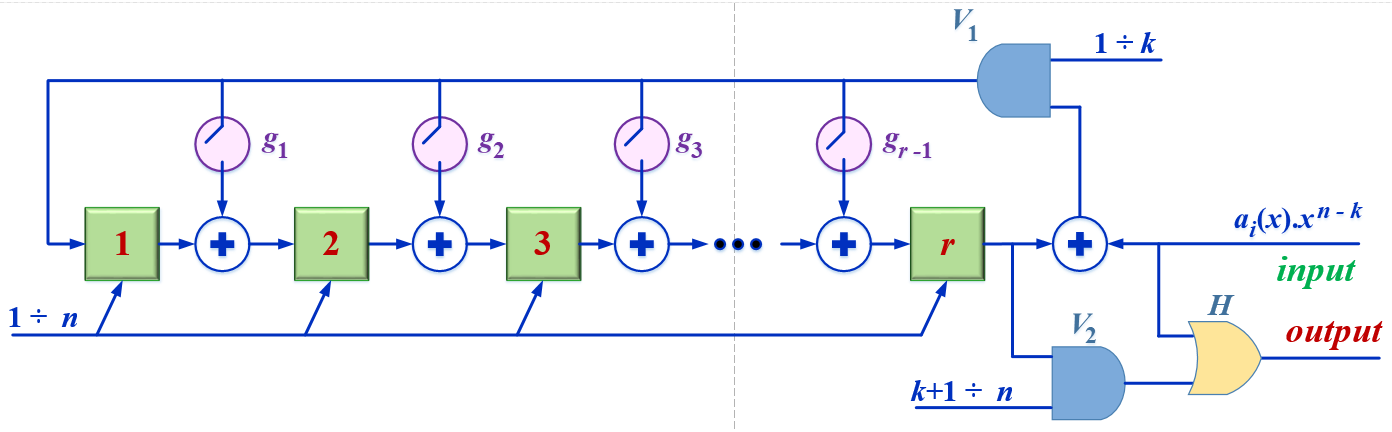 V₁
1 ÷ k
g₁
g₂
g₃
gᵣ₋₁
1
2
3
r
aᵢ(x).xⁿ⁻ᵏ
input
1 ÷ n
V₂
H
output
k+1 ÷ n